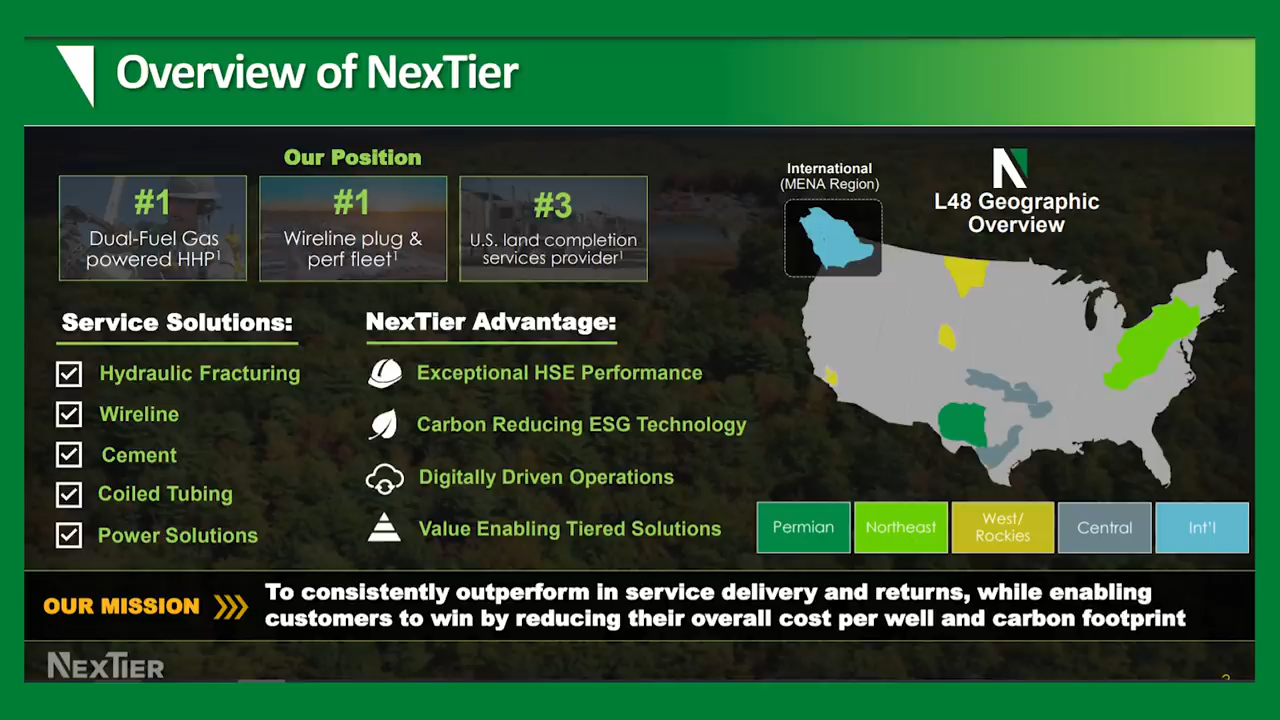 Overview of NexTier
Our Position
#1
Dual-Fuel Gas
powered HHP¹
#1
Wireline plug &
perf fleet¹
#3
U.S. land completion
services provider¹
Service Solutions:
Hydraulic Fracturing
Wireline
Cement
Coiled Tubing
Power Solutions
NexTier Advantage:
Exceptional HSE Performance
Carbon Reducing ESG Technology
Digitally Driven Operations
Value Enabling Tiered Solutions
International
(MENA Region)
N
L48 Geographic
Overview
Permian
Northeast
West/
Rockies
Central
Int'l
OUR MISSION
To consistently outperform in service delivery and returns, while enabling
customers to win by reducing their overall cost per well and carbon footprint
NEXTIER